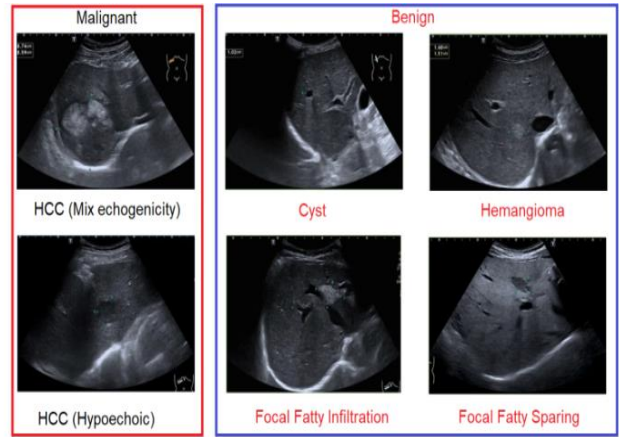 Malignant
Benign
HCC (Mix echogenicity)
Cyst
Hemangioma
HCC (Hypoechoic)
Focal Fatty Infiltration
Focal Fatty Sparing